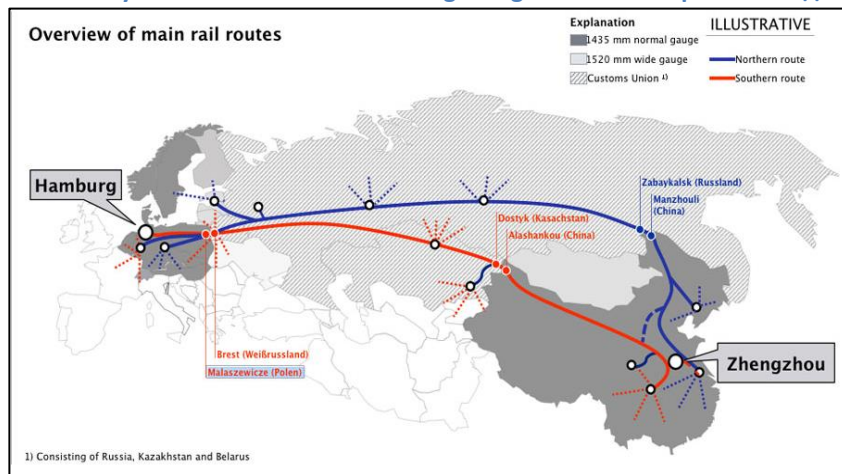 Overview of main rail routes
Explanation
ILLUSTRATIVE
1435 mm normal gauge
1520 mm wide gauge
Customs Union ¹⁾
Northern route
Southern route
Hamburg
Zabaykalsk (Russland)
Manzhouli
(China)
Dostyk (Kasachstan)
Alashankou (China)
Brest (Weißrussland)
Malaszewicze (Polen)
Zhengzhou
1) Consisting of Russia, Kazakhstan and Belarus